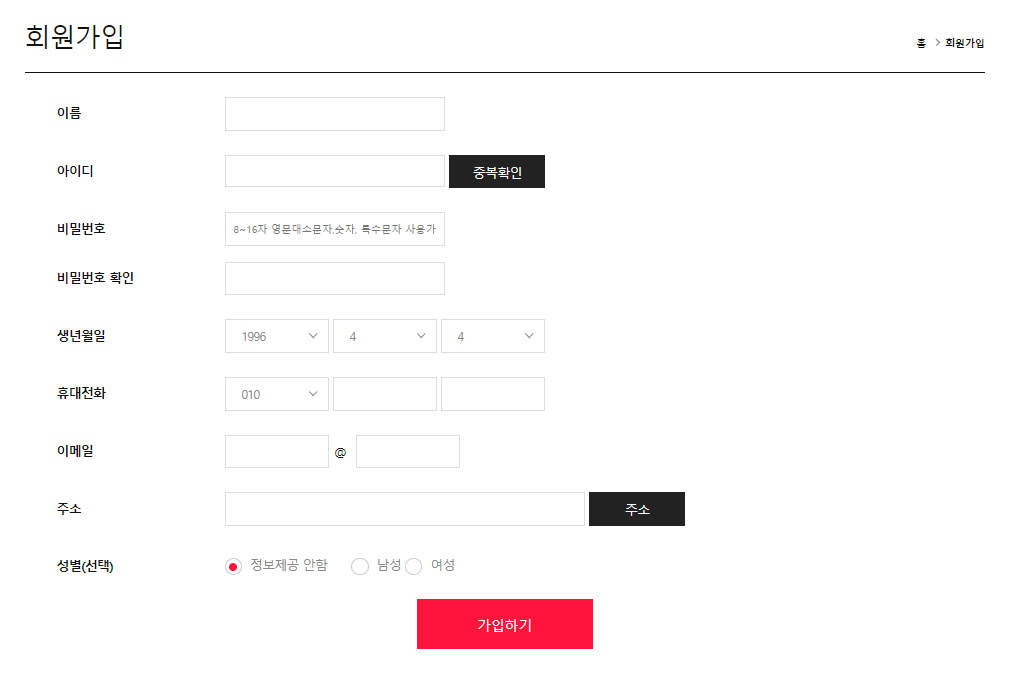 회원가입
홈 > 회원가입
이름
아이디 중복확인
비밀번호 8~16자 영문대소문자,숫자, 특수문자 사용가
비밀번호 확인
생년월일 1996 4 4
휴대전화 010
이메일 @
주소 주소
성별(선택) 정보제공 안함 남성 여성
가입하기